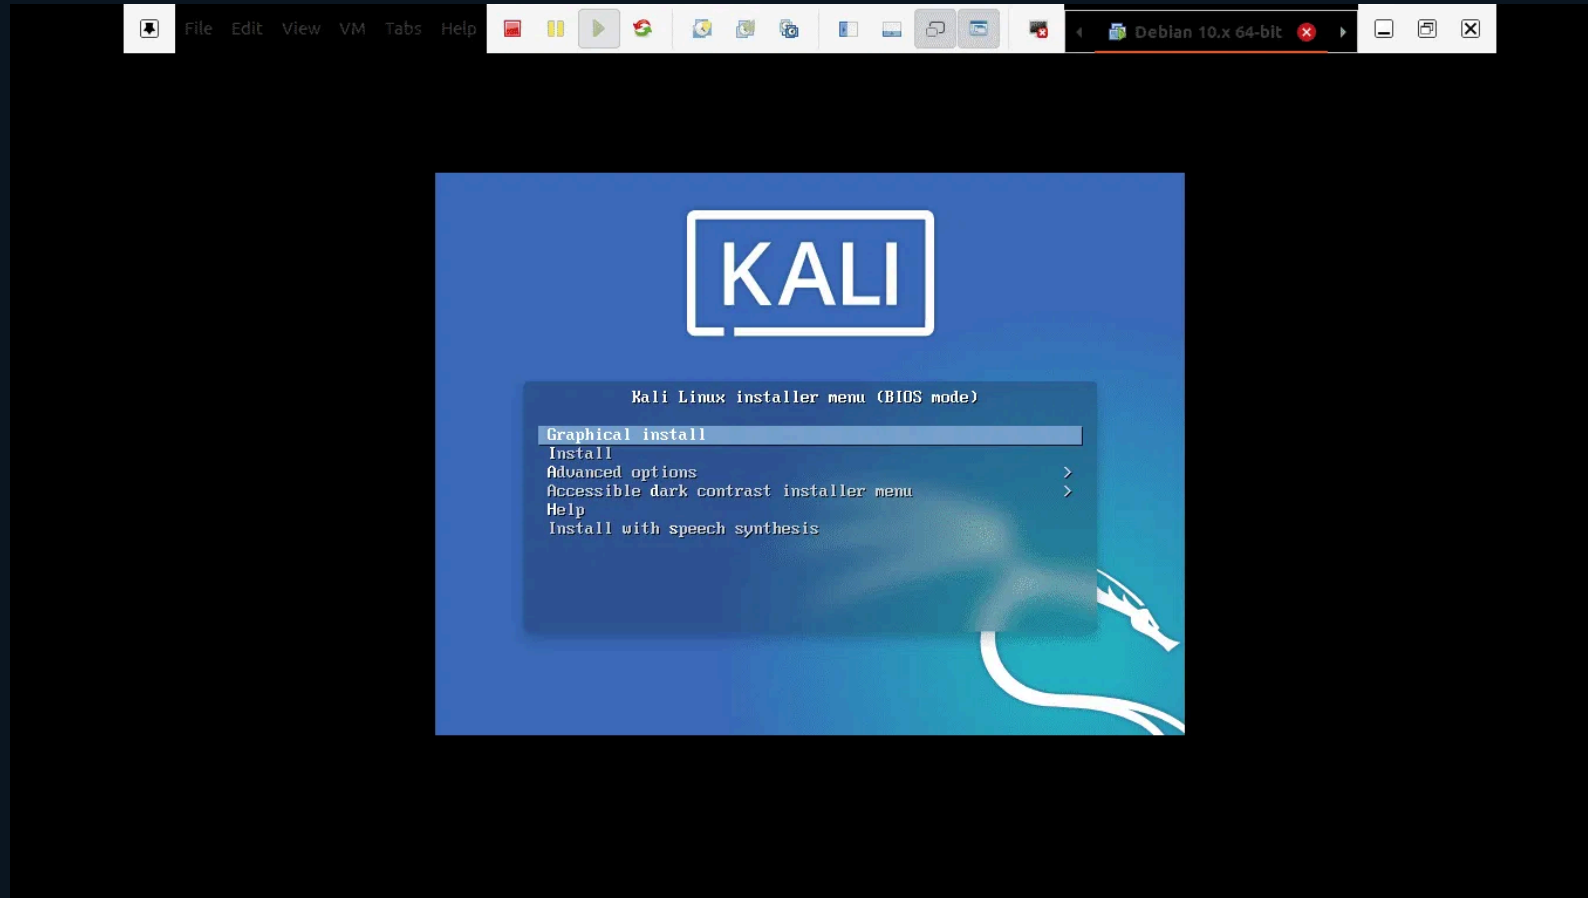 File Edit View VM Tabs Help Debian 10.x 64-bit
KALI
Kali Linux installer menu (BIOS mode)
Graphical install
Install
Advanced options >
Accessible dark contrast installer menu >
Help
Install with speech synthesis